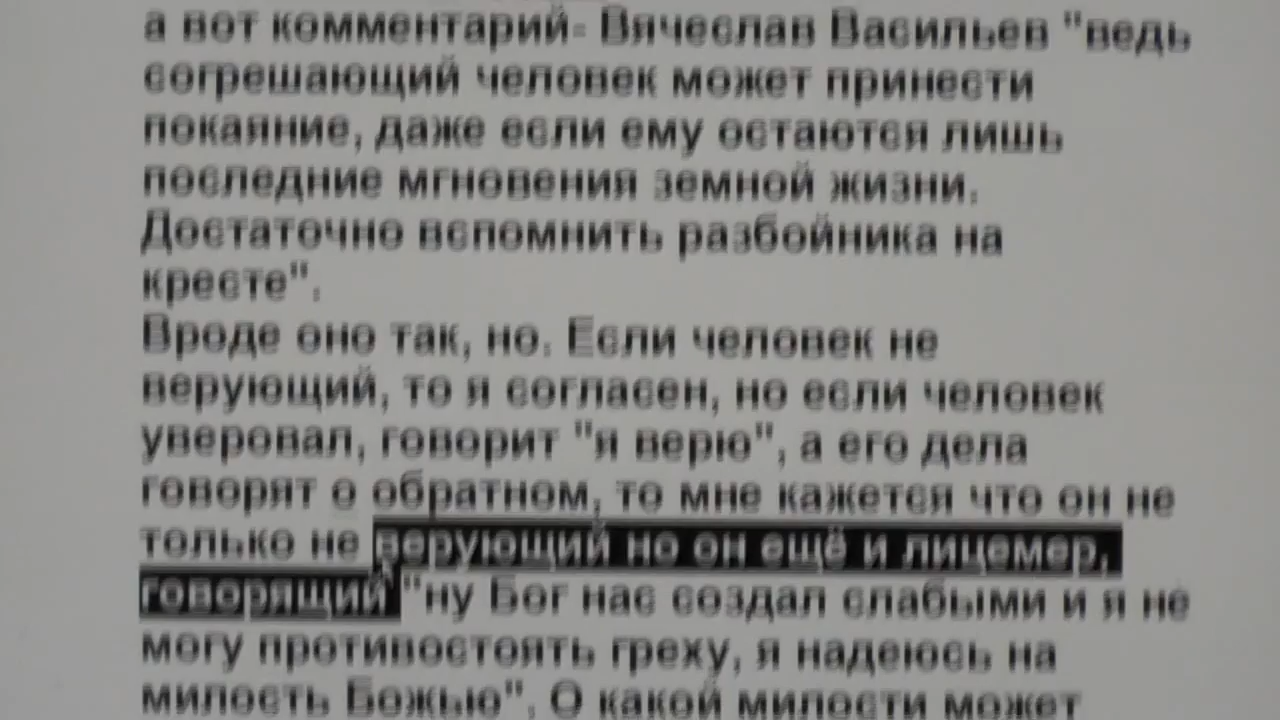 а вот комментарий- Вячеслав Васильев "ведь
согрешающий человек может принести
покаяние, даже если ему остаются лишь
последние мгновения земной жизни.
Достаточно вспомнить разбойника на
кресте".
Вроде оно так, но. Если человек не
верующий, то я согласен, но если человек
уверовал, говорит "я верю", а его дела
говорят о обратном, то мне кажется что он не
только не верующий но он ещё и лицемер,
говорящий "ну Бог нас создал слабыми и я не
могу противостоять греху, я надеюсь на
милость Божью". О какой милости может